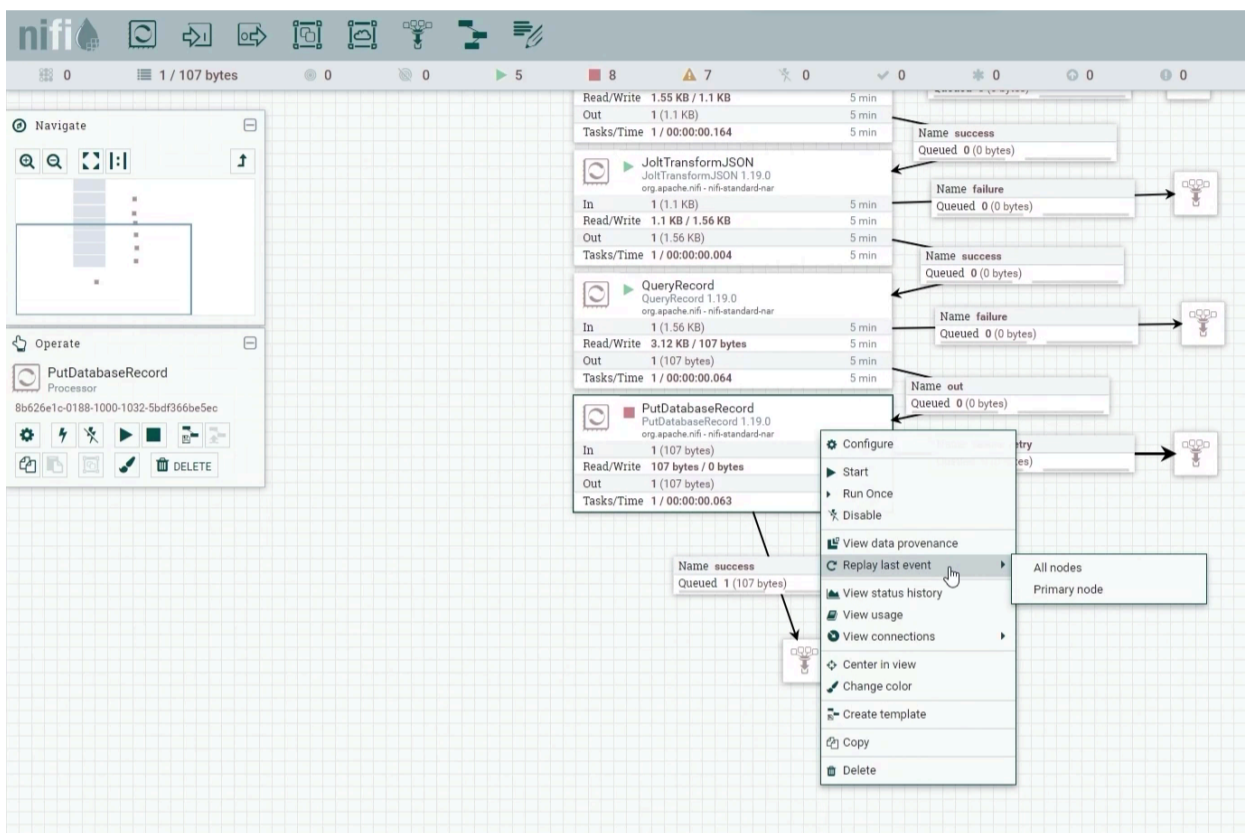 nifi
0
1 / 107 bytes
0
0
5
8
7
0
0
0
0
0
Navigate
Operate
PutDatabaseRecord
Processor
8b626e1c-0188-1000-1032-5bdf366be5ec
DELETE
Read/Write 1.55 KB / 1.1 KB 5 min
Out 1 (1.1 KB) 5 min
Tasks/Time 1 / 00:00:00.164 5 min
Name success
Queued 0 (0 bytes)
JoltTransformJSON
JoltTransformJSON 1.19.0
org.apache.nifi - nifi-standard-nar
In 1 (1.1 KB) 5 min
Read/Write 1.1 KB / 1.56 KB 5 min
Out 1 (1.56 KB) 5 min
Tasks/Time 1 / 00:00:00.004 5 min
Name failure
Queued 0 (0 bytes)
Name success
Queued 0 (0 bytes)
QueryRecord
QueryRecord 1.19.0
org.apache.nifi - nifi-standard-nar
In 1 (1.56 KB) 5 min
Read/Write 3.12 KB / 107 bytes 5 min
Out 1 (107 bytes) 5 min
Tasks/Time 1 / 00:00:00.064 5 min
Name failure
Queued 0 (0 bytes)
Name out
Queued 0 (0 bytes)
PutDatabaseRecord
PutDatabaseRecord 1.19.0
org.apache.nifi - nifi-standard-nar
In 1 (107 bytes)
Read/Write 107 bytes / 0 bytes
Out 1 (107 bytes)
Tasks/Time 1 / 00:00:00.063
Name success
Queued 1 (107 bytes)
Configure
Start
Run Once
Disable
View data provenance
Replay last event
View status history
View usage
View connections
Center in view
Change color
Create template
Copy
Delete
All nodes
Primary node